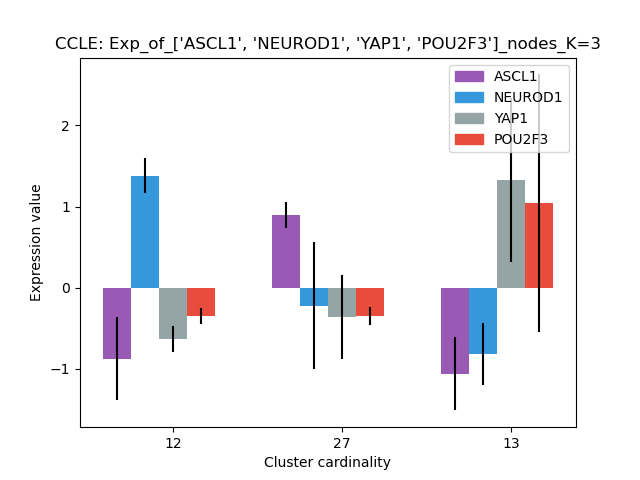 CCLE: Exp_of_['ASCL1', 'NEUROD1', 'YAP1', 'POU2F3']_nodes_K=3
ASCL1
NEUROD1
YAP1
POU2F3
Expression value
2
1
0
−1
12
27
13
Cluster cardinality